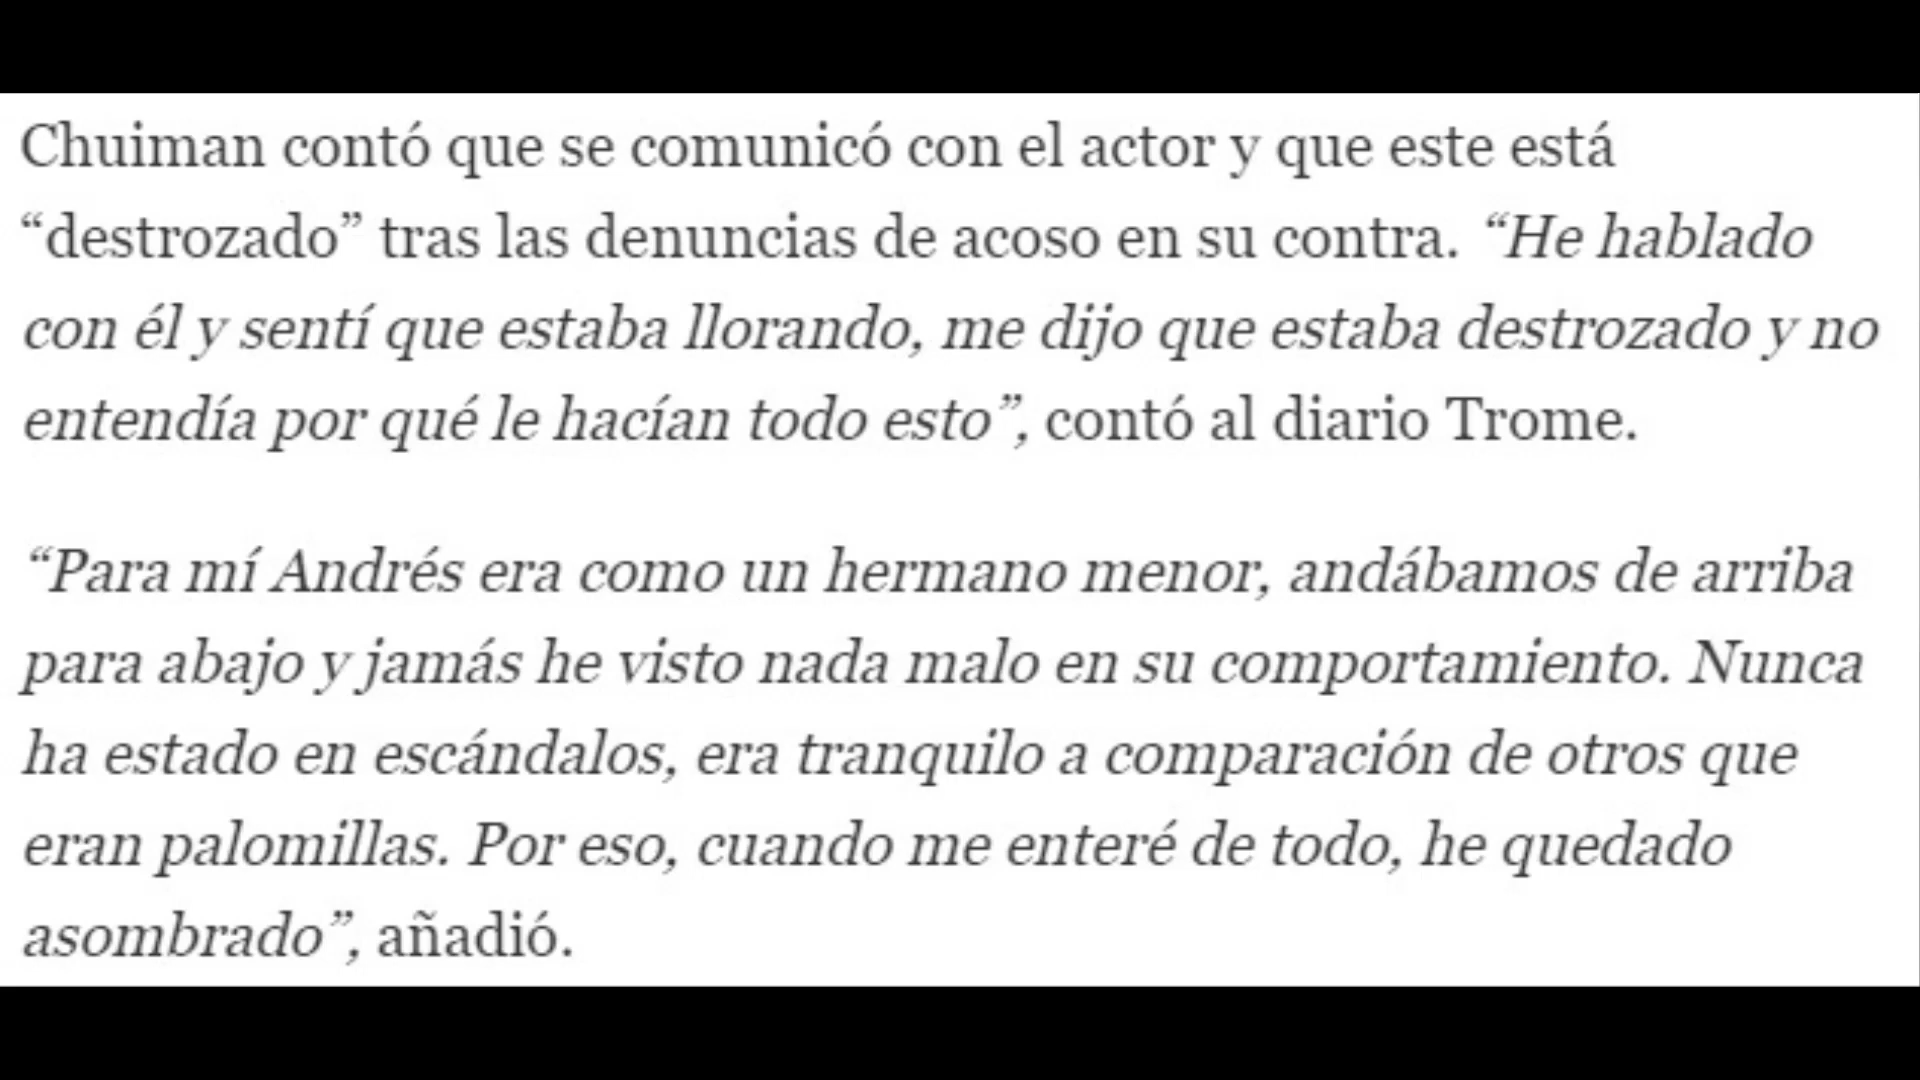 Chuiman contó que se comunicó con el actor y que este está
“destrozado” tras las denuncias de acoso en su contra. “He hablado
con él y sentí que estaba llorando, me dijo que estaba destrozado y no
entendía por qué le hacían todo esto”, contó al diario Trome.
“Para mí Andrés era como un hermano menor, andábamos de arriba
para abajo y jamás he visto nada malo en su comportamiento. Nunca
ha estado en escándalos, era tranquilo a comparación de otros que
eran palomillas. Por eso, cuando me enteré de todo, he quedado
asombrado”, añadió.